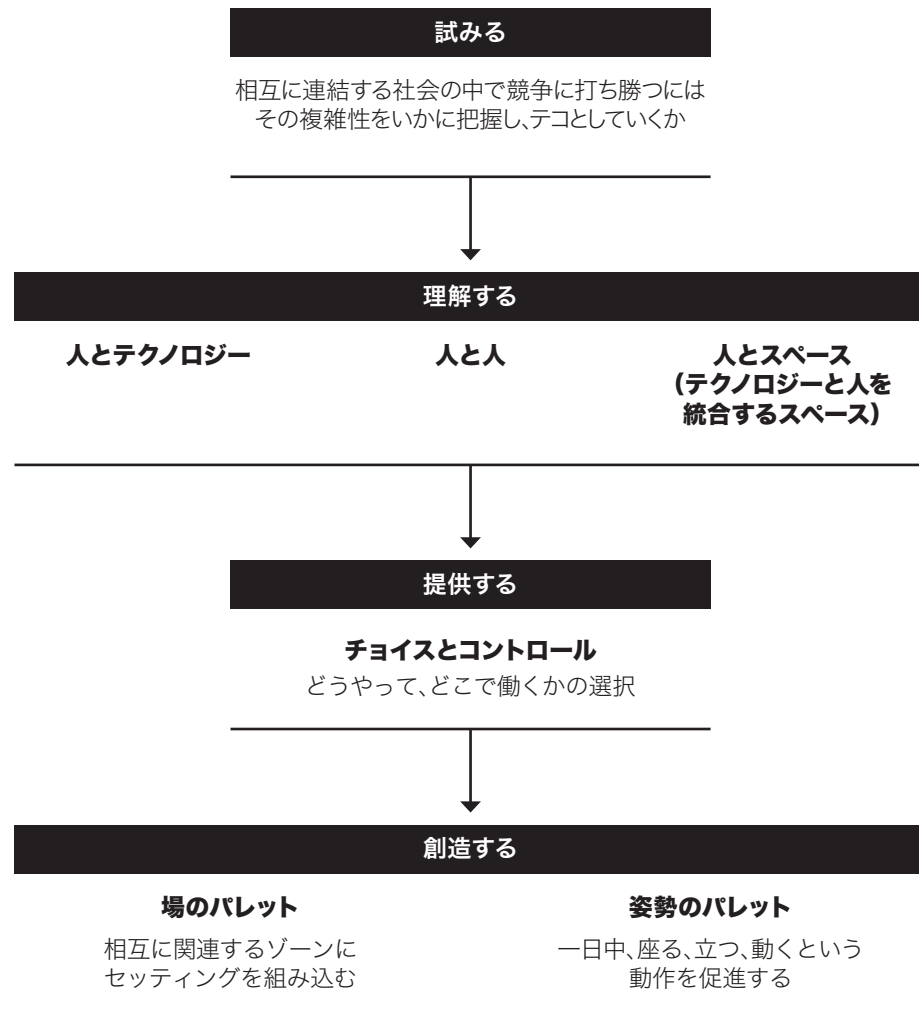 試みる
相互に連結する社会の中で競争に打ち勝つには
その複雑性をいかに把握し、テコとしていくか
理解する
人とテクノロジー
人と人
人とスペース
(テクノロジーと人を
統合するスペース)
提供する
チョイスとコントロール
どうやって、どこで働くかの選択
創造する
場のパレット
相互に関連するゾーンに
セッティングを組み込む
姿勢のパレット
一日中、座る、立つ、動くという
動作を促進する